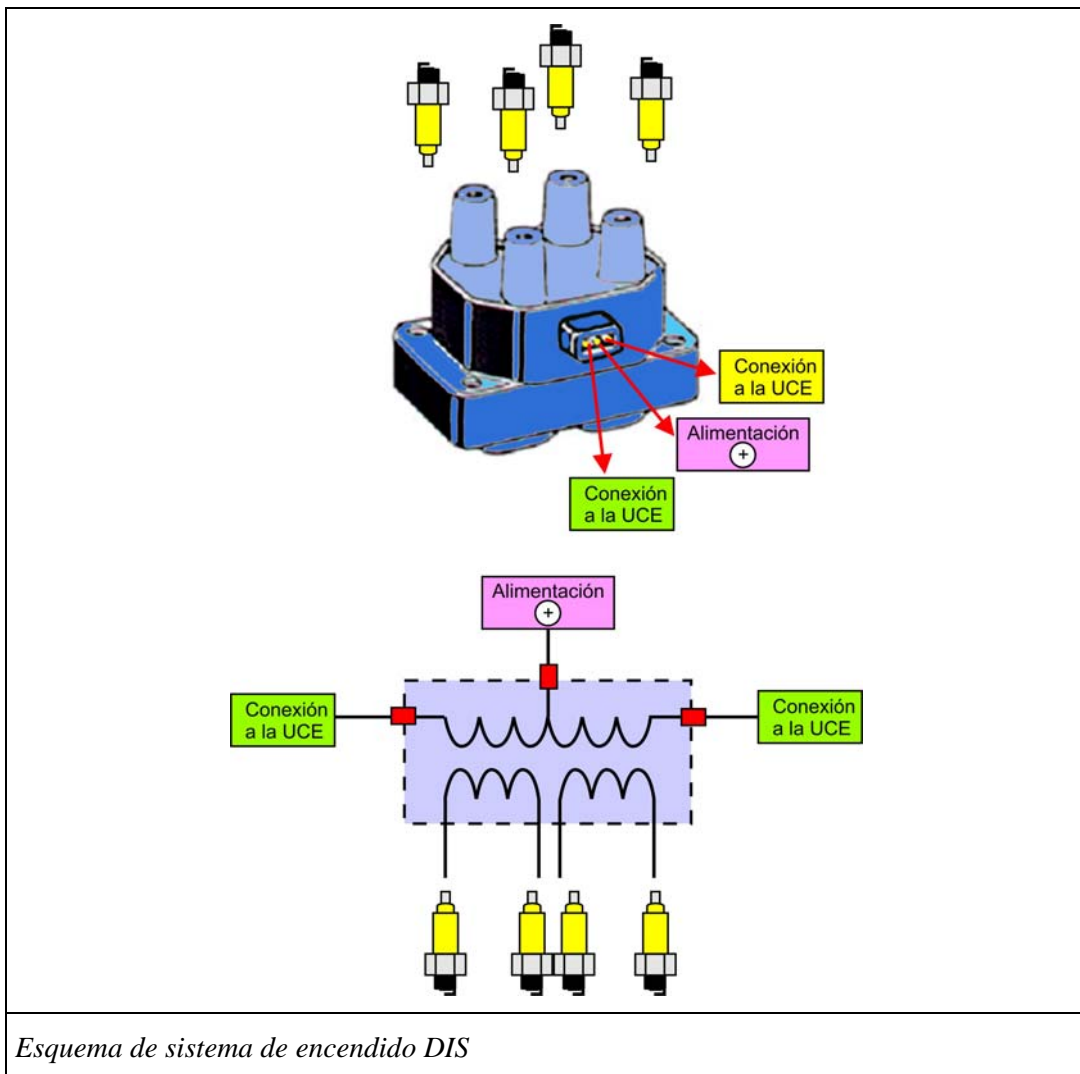 Conexión
a la UCE
Alimentación
+
Conexión
a la UCE
Alimentación
+
Conexión
a la UCE
Conexión
a la UCE
Esquema de sistema de encendido DIS